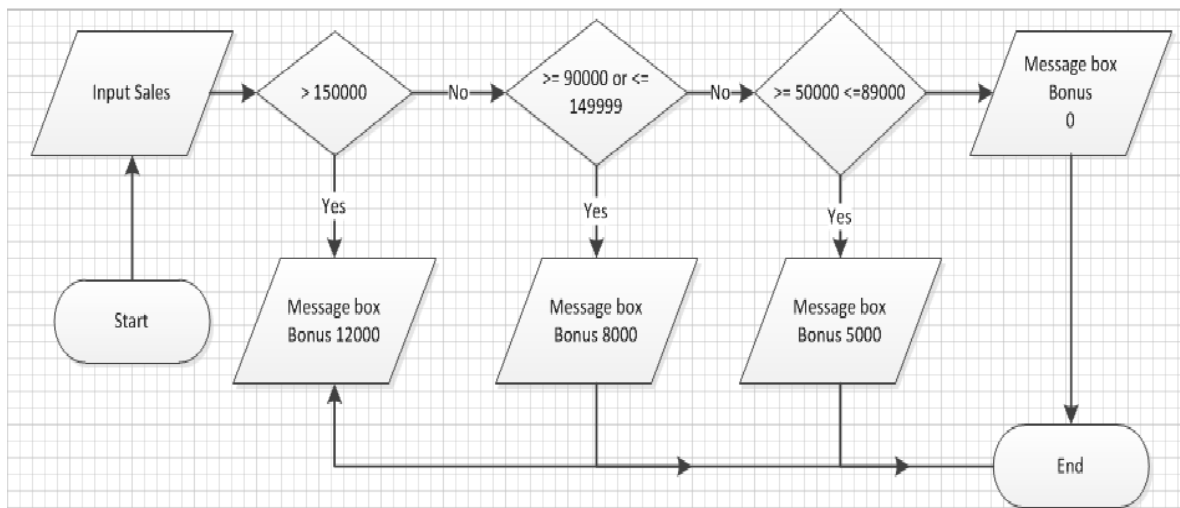 Input Sales
> 150000
No
>= 90000 or <=
149999
No
>= 50000 <=89000
Message box
Bonus
0
Yes
Yes
Yes
Start
Message box
Bonus 12000
Message box
Bonus 8000
Message box
Bonus 5000
End